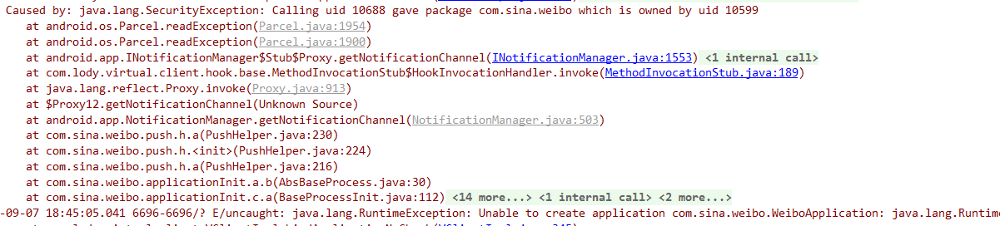 Caused by: java.lang.SecurityException: Calling uid 10688 gave package com.sina.weibo which is owned by uid 10599
at android.os.Parcel.readException(Parcel.java:1954)
at android.os.Parcel.readException(Parcel.java:1900)
at android.app.INotificationManager$Stub$Proxy.getNotificationChannel(INotificationManager.java:1553) <1 internal call>
at com.lody.virtual.client.hook.base.MethodInvocationStub$HookInvocationHandler.invoke(MethodInvocationStub.java:189)
at java.lang.reflect.Proxy.invoke(Proxy.java:913)
at $Proxy12.getNotificationChannel(Unknown Source)
at android.app.NotificationManager.getNotificationChannel(NotificationManager.java:503)
at com.sina.weibo.push.h.a(PushHelper.java:230)
at com.sina.weibo.push.h.<init>(PushHelper.java:224)
at com.sina.weibo.push.h.a(PushHelper.java:216)
at com.sina.weibo.applicationInit.a.b(AbsBaseProcess.java:30)
at com.sina.weibo.applicationInit.c.a(BaseProcessInit.java:112) <14 more...> <1 internal call> <2 more...>
-09-07 18:45:05.041 6696-6696/? E/uncaught: java.lang.RuntimeException: Unable to create application com.sina.weibo.WeiboApplication: java.lang.Runtime